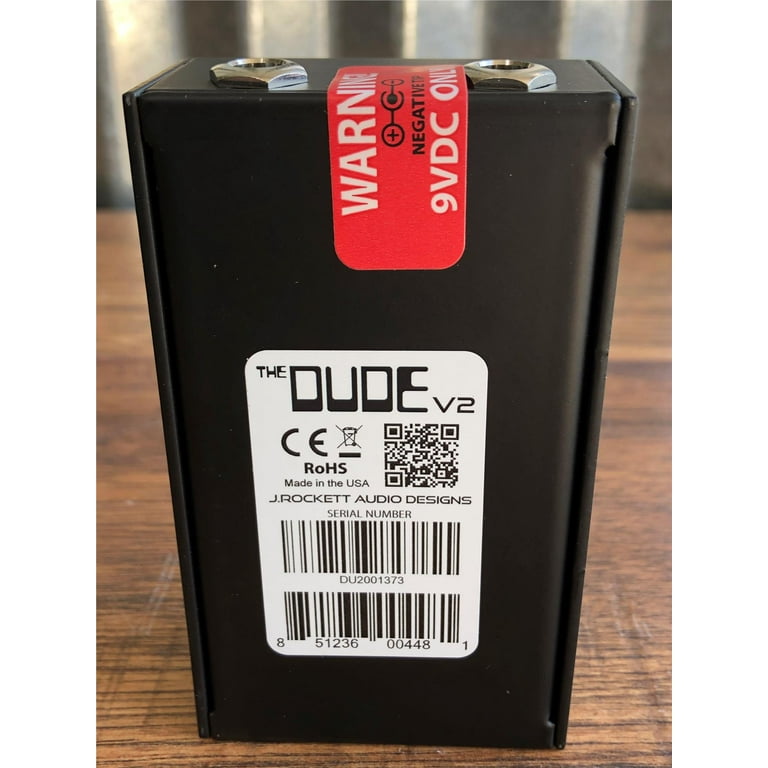 WARNING
NEGATIVE TIP
9VDC ONLY
THE DUDE V2
CE
RoHS
Made in the USA
J.ROCKETT AUDIO DESIGNS
SERIAL NUMBER
DU2001373
8 51236 00448 1